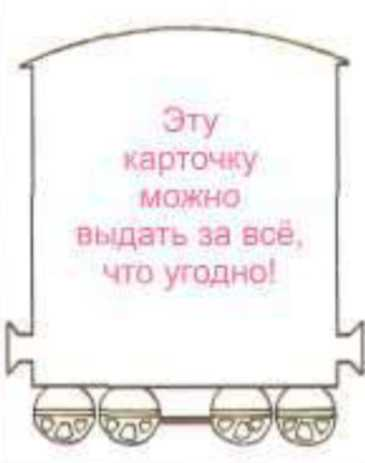 Эту
карточку
можно
выдать за всё,
что угодно!